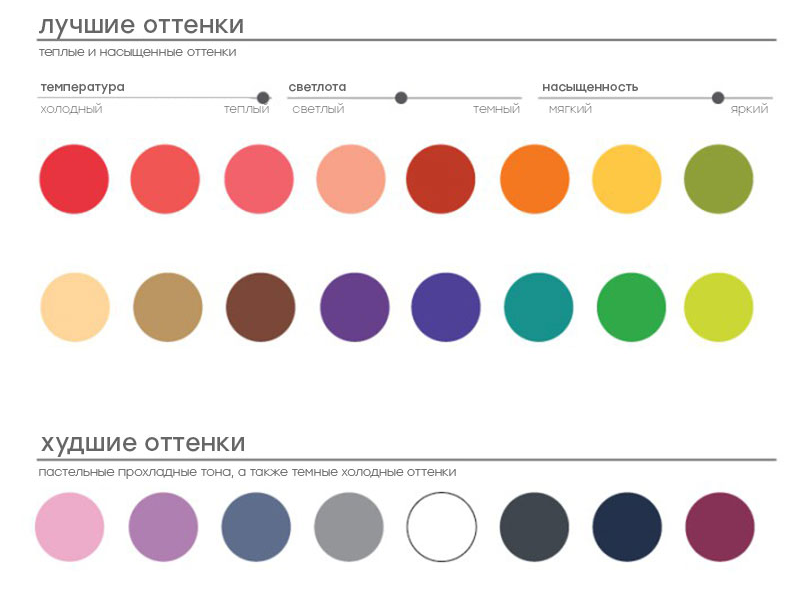 лучшие оттенки
теплые и насыщенные оттенки
температура
холодный теплый
светлота
светлый темный
насыщенность
мягкий яркий
худшие оттенки
пастельные прохладные тона, а также темные холодные оттенки